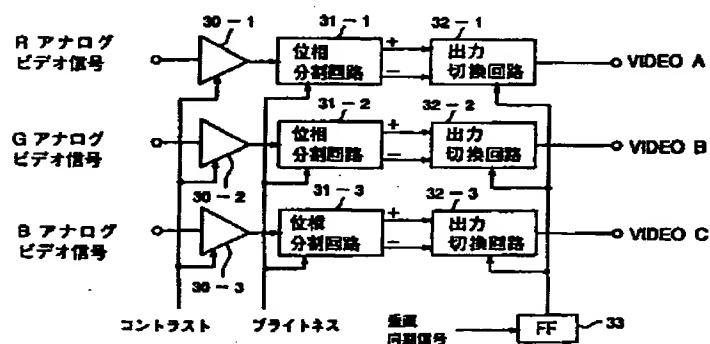 30-1
31-1
32-1
R アナログ
ビデオ信号
位相
分割回路
+
−
出力
切換回路
VIDEO A
31-2
32-2
G アナログ
ビデオ信号
30-2
位相
分割回路
+
−
出力
切換回路
VIDEO B
31-3
32-3
B アナログ
ビデオ信号
30-3
位相
分割回路
+
−
出力
切換回路
VIDEO C
コントラスト
ブライトネス
垂直
同期信号
FF
33